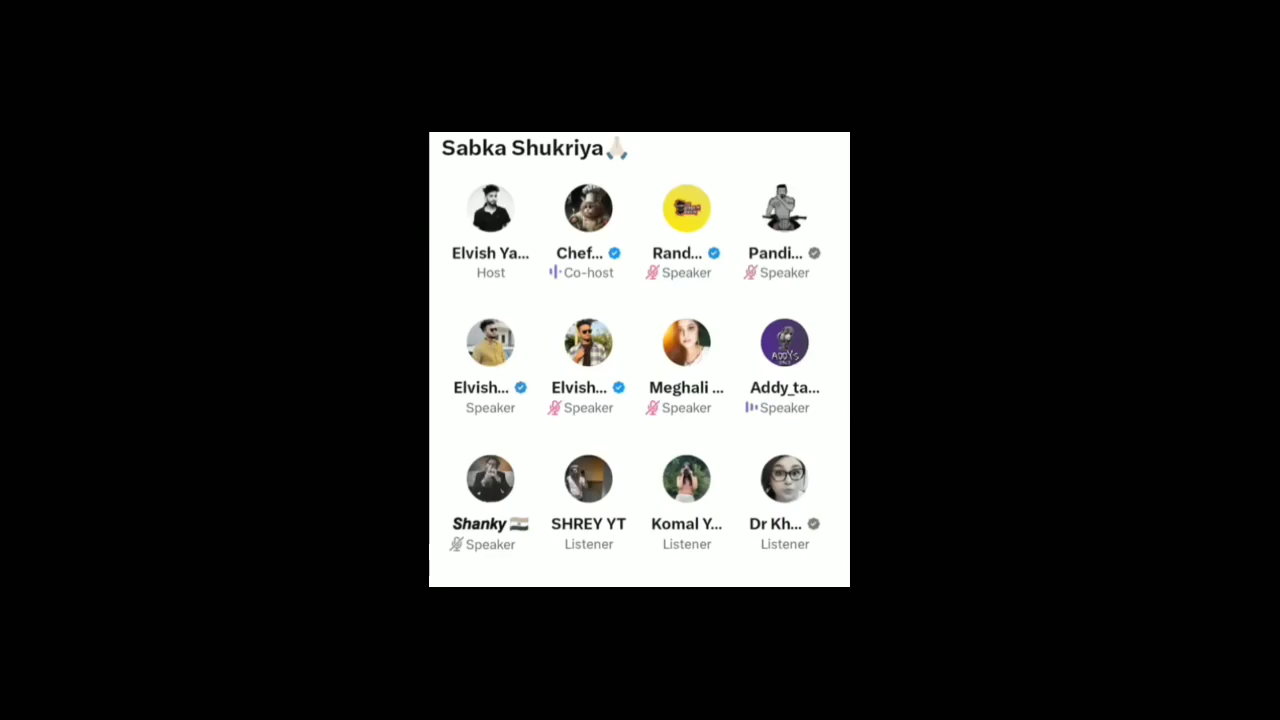 Sabka Shukriya🙏🏻
Elvish Ya... Chef... Rand... Pandi...
Host Co-host Speaker Speaker
Elvish... Elvish... Meghali ... Addy_ta...
Speaker Speaker Speaker Speaker
ADDYS
Shanky 🇮🇳 SHREY YT Komal Y... Dr Kh...
Speaker Listener Listener Listener